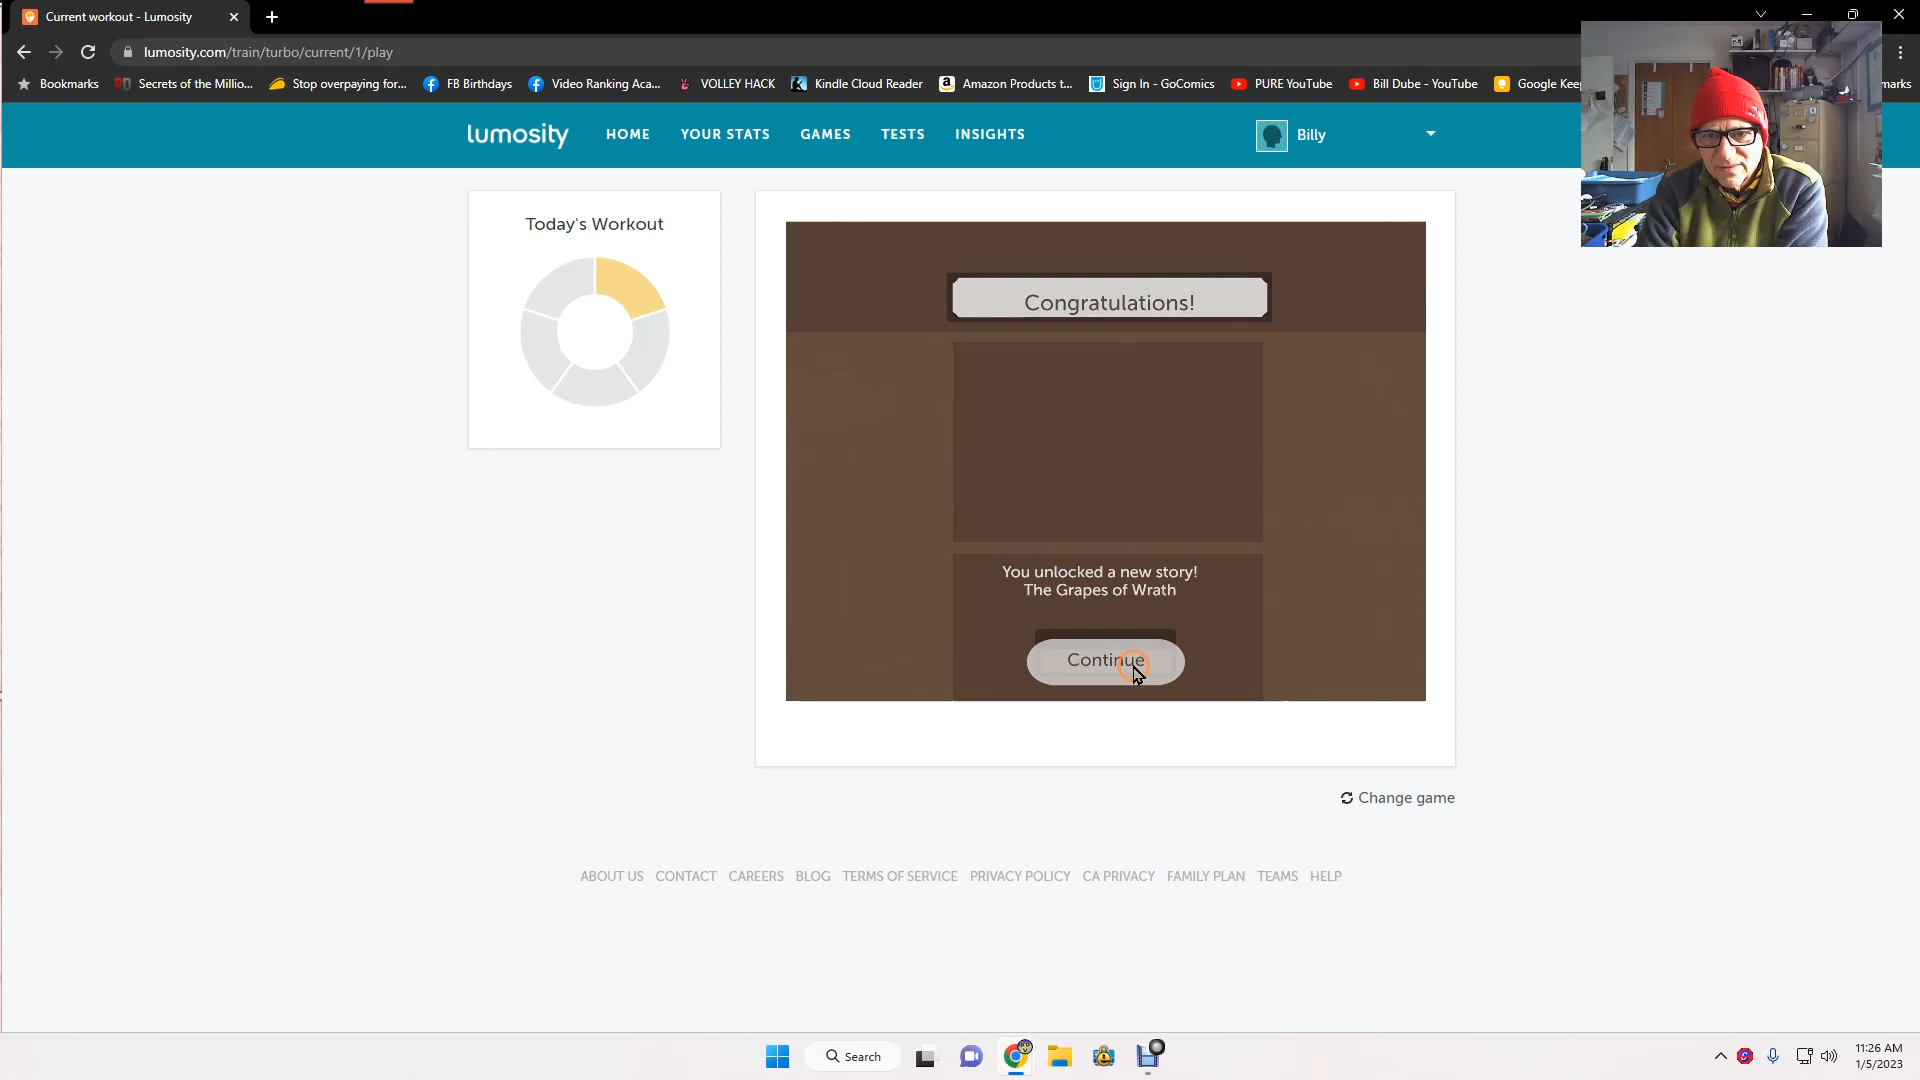 Current workout - Lumosity
lumosity.com/train/turbo/current/1/play
Bookmarks Secrets of the Millio... Stop overpaying for... FB Birthdays Video Ranking Aca... VOLLEY HACK Kindle Cloud Reader Amazon Products t... Sign In - GoComics PURE YouTube Bill Dube - YouTube Google Keep marks
lumosity HOME YOUR STATS GAMES TESTS INSIGHTS Billy
Today's Workout
Congratulations!
You unlocked a new story!
The Grapes of Wrath
Continue
Change game
ABOUT US CONTACT CAREERS BLOG TERMS OF SERVICE PRIVACY POLICY CA PRIVACY FAMILY PLAN TEAMS HELP
Search
11:26 AM
1/5/2023